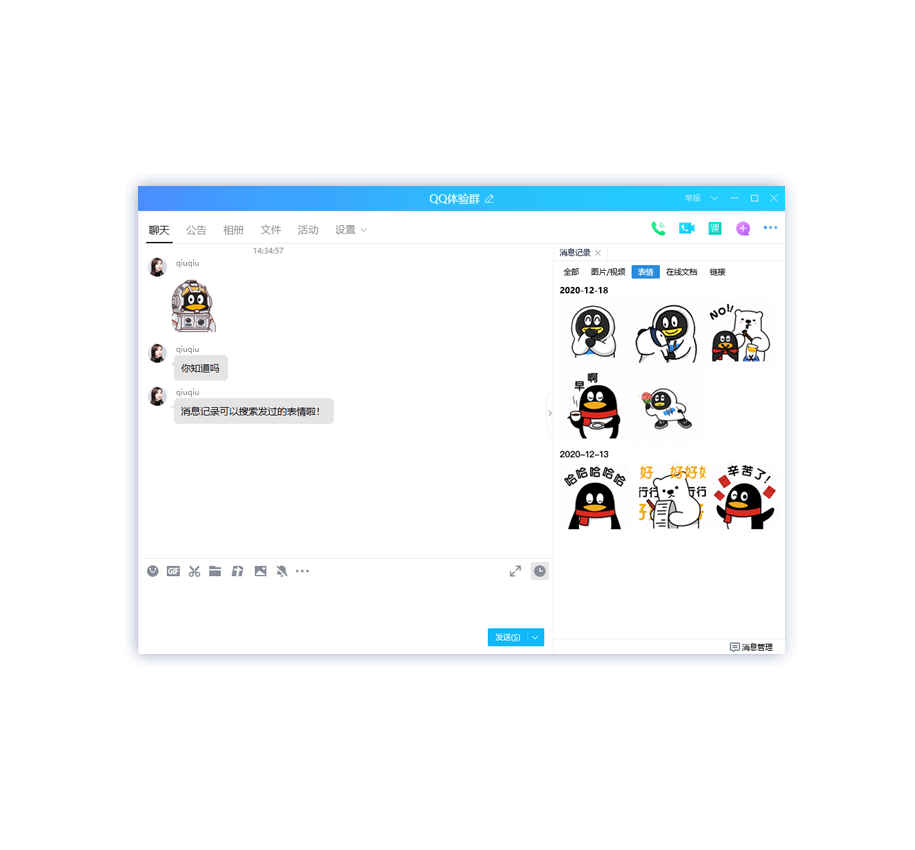 QQ体验群
举报
聊天 公告 相册 文件 活动 设置
课
14:34:57
qiuqiu
qiuqiu
你知道吗
qiuqiu
消息记录可以搜索发过的表情啦!
GIF
发送(S)
消息记录
全部 图片/视频 表情 在线文档 链接
2020-12-18
NO!!
早啊
2020-12-13
哈哈哈哈哈
好 好好好
行行 行行
辛苦了!
消息管理